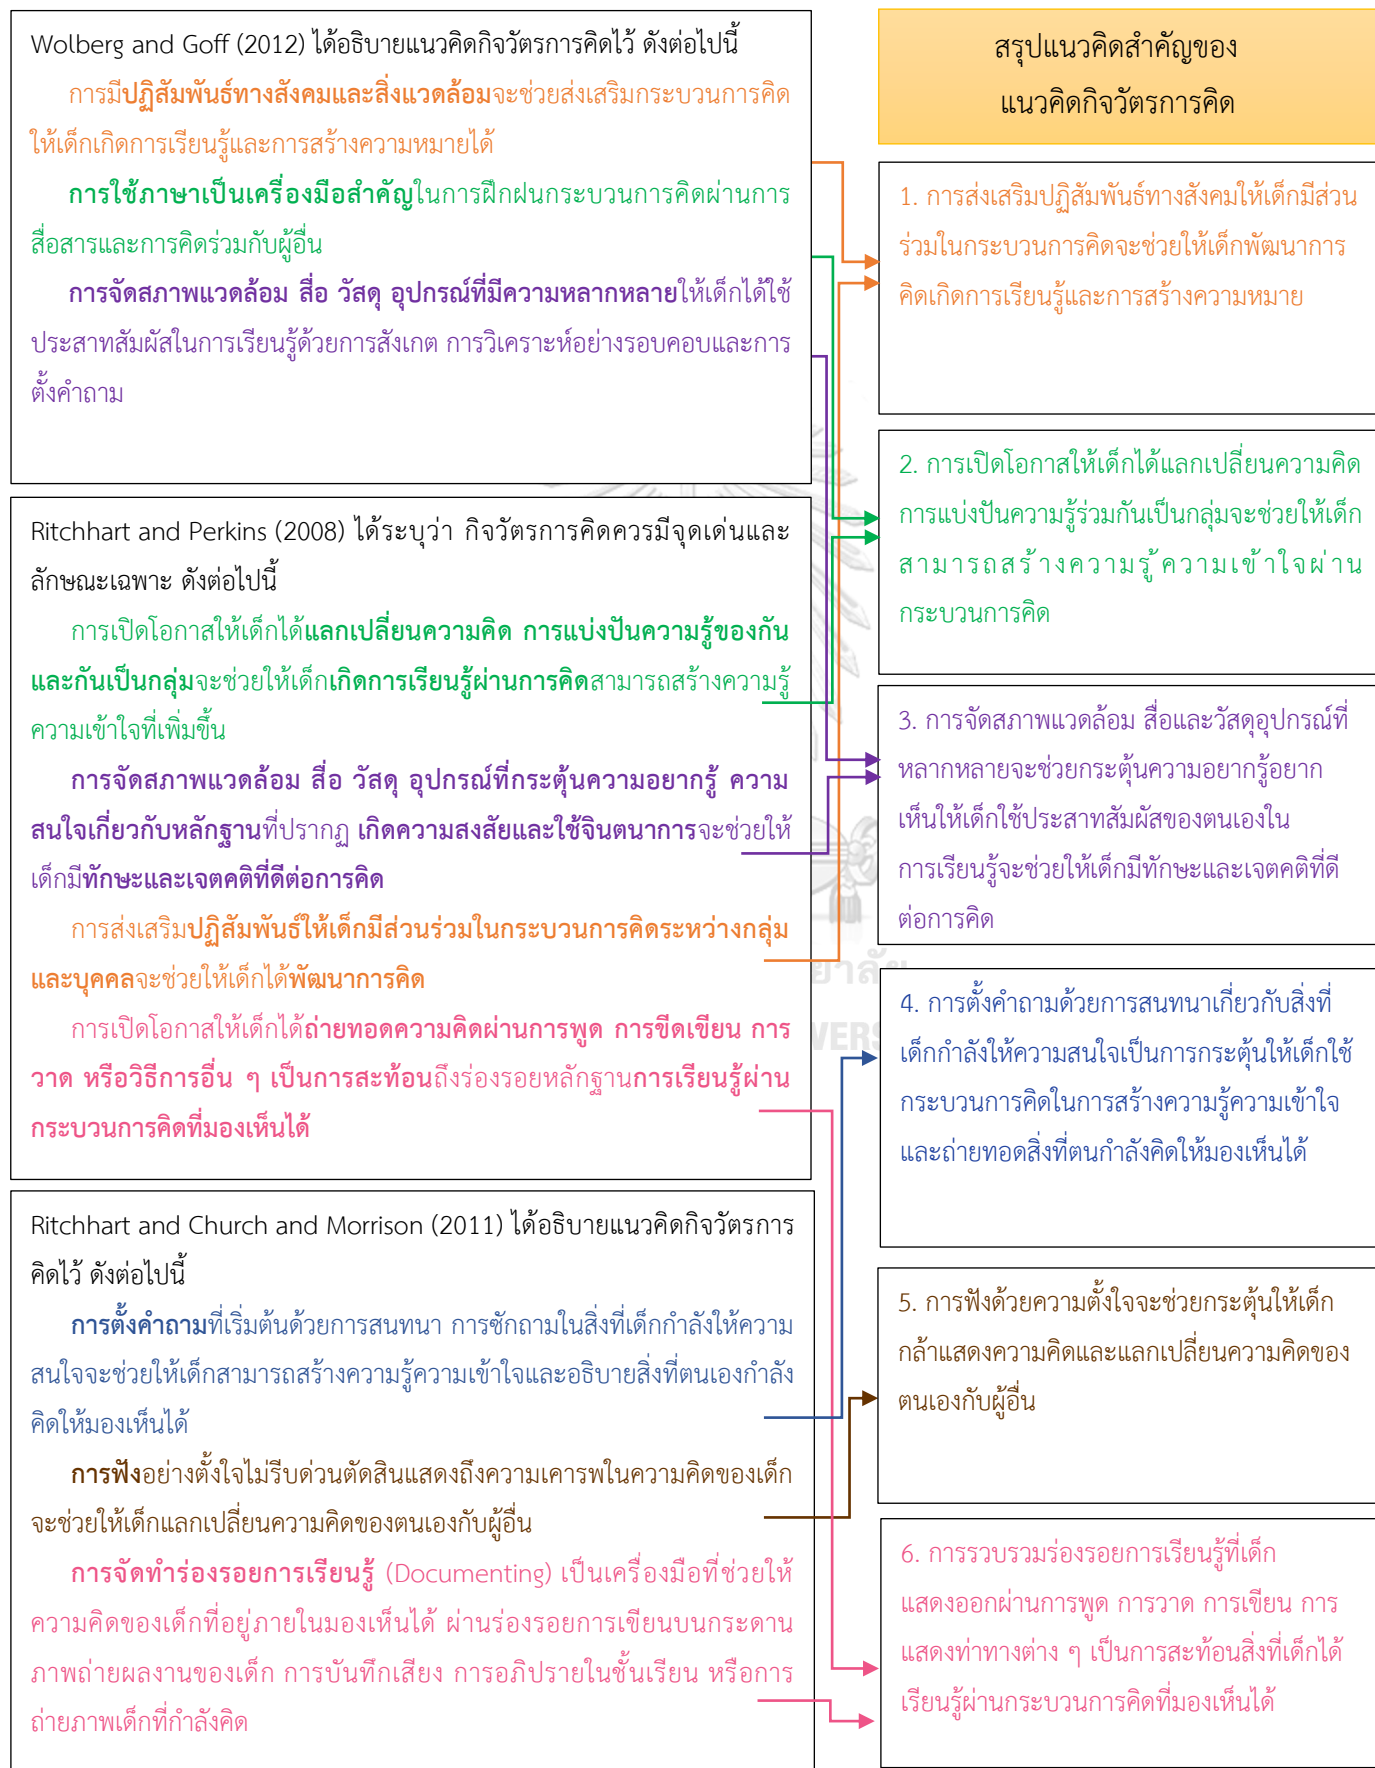 Wolberg and Goff (2012) ได้อธิบายแนวคิดกิจวัตรการคิดไว้ ดังต่อไปนี้
การมีปฏิสัมพันธ์ทางสังคมและสิ่งแวดล้อมจะช่วยส่งเสริมกระบวนการคิด
ให้เด็กเกิดการเรียนรู้และการสร้างความหมายได้
การใช้ภาษาเป็นเครื่องมือสำคัญในการฝึกฝนกระบวนการคิดผ่านการ
สื่อสารและการคิดร่วมกับผู้อื่น
การจัดสภาพแวดล้อม สื่อ วัสดุ อุปกรณ์ที่มีความหลากหลายให้เด็กได้ใช้
ประสาทสัมผัสในการเรียนรู้ด้วยการสังเกต การวิเคราะห์อย่างรอบคอบและการ
ตั้งคำถาม
Ritchhart and Perkins (2008) ได้ระบุว่า กิจวัตรการคิดควรมีจุดเด่นและ
ลักษณะเฉพาะ ดังต่อไปนี้
การเปิดโอกาสให้เด็กได้แลกเปลี่ยนความคิด การแบ่งปันความรู้ของกัน
และกันเป็นกลุ่มจะช่วยให้เด็กเกิดการเรียนรู้ผ่านการคิดสามารถสร้างความรู้
ความเข้าใจที่เพิ่มขึ้น
การจัดสภาพแวดล้อม สื่อ วัสดุ อุปกรณ์ที่กระตุ้นความอยากรู้ ความ
สนใจเกี่ยวกับหลักฐานที่ปรากฏ เกิดความสงสัยและใช้จินตนาการจะช่วยให้
เด็กมีทักษะและเจตคติที่ดีต่อการคิด
การส่งเสริมปฏิสัมพันธ์ให้เด็กมีส่วนร่วมในกระบวนการคิดระหว่างกลุ่ม
และบุคคลจะช่วยให้เด็กได้พัฒนาการคิด
การเปิดโอกาสให้เด็กได้ถ่ายทอดความคิดผ่านการพูด การขีดเขียน การ
วาด หรือวิธีการอื่น ๆ เป็นการสะท้อนถึงร่องรอยหลักฐานการเรียนรู้ผ่าน
กระบวนการคิดที่มองเห็นได้
Ritchhart and Church and Morrison (2011) ได้อธิบายแนวคิดกิจวัตรการ
คิดไว้ ดังต่อไปนี้
การตั้งคำถามที่เริ่มต้นด้วยการสนทนา การซักถามในสิ่งที่เด็กกำลังให้ความ
สนใจจะช่วยให้เด็กสามารถสร้างความรู้ความเข้าใจและอธิบายสิ่งที่ตนเองกำลัง
คิดให้มองเห็นได้
การฟังอย่างตั้งใจไม่รีบด่วนตัดสินแสดงถึงความเคารพในความคิดของเด็ก
จะช่วยให้เด็กแลกเปลี่ยนความคิดของตนเองกับผู้อื่น
การจัดทำร่องรอยการเรียนรู้ (Documenting) เป็นเครื่องมือที่ช่วยให้
ความคิดของเด็กที่อยู่ภายในมองเห็นได้ ผ่านร่องรอยการเขียนบนกระดาน
ภาพถ่ายผลงานของเด็ก การบันทึกเสียง การอภิปรายในชั้นเรียน หรือการ
ถ่ายภาพเด็กที่กำลังคิด
สรุปแนวคิดสำคัญของ
แนวคิดกิจวัตรการคิด
1. การส่งเสริมปฏิสัมพันธ์ทางสังคมให้เด็กมีส่วน
ร่วมในกระบวนการคิดจะช่วยให้เด็กพัฒนาการ
คิดเกิดการเรียนรู้และการสร้างความหมาย
2. การเปิดโอกาสให้เด็กได้แลกเปลี่ยนความคิด
การแบ่งปันความรู้ร่วมกันเป็นกลุ่มจะช่วยให้เด็ก
สามารถสร้างความรู้ความเข้าใจผ่าน
กระบวนการคิด
3. การจัดสภาพแวดล้อม สื่อและวัสดุอุปกรณ์ที่
หลากหลายจะช่วยกระตุ้นความอยากรู้อยาก
เห็นให้เด็กใช้ประสาทสัมผัสของตนเองใน
การเรียนรู้จะช่วยให้เด็กมีทักษะและเจตคติที่ดี
ต่อการคิด
4. การตั้งคำถามด้วยการสนทนาเกี่ยวกับสิ่งที่
เด็กกำลังให้ความสนใจเป็นการกระตุ้นให้เด็กใช้
กระบวนการคิดในการสร้างความรู้ความเข้าใจ
และถ่ายทอดสิ่งที่ตนกำลังคิดให้มองเห็นได้
5. การฟังด้วยความตั้งใจจะช่วยกระตุ้นให้เด็ก
กล้าแสดงความคิดและแลกเปลี่ยนความคิดของ
ตนเองกับผู้อื่น
6. การรวบรวมร่องรอยการเรียนรู้ที่เด็ก
แสดงออกผ่านการพูด การวาด การเขียน การ
แสดงท่าทางต่าง ๆ เป็นการสะท้อนสิ่งที่เด็กได้
เรียนรู้ผ่านกระบวนการคิดที่มองเห็นได้